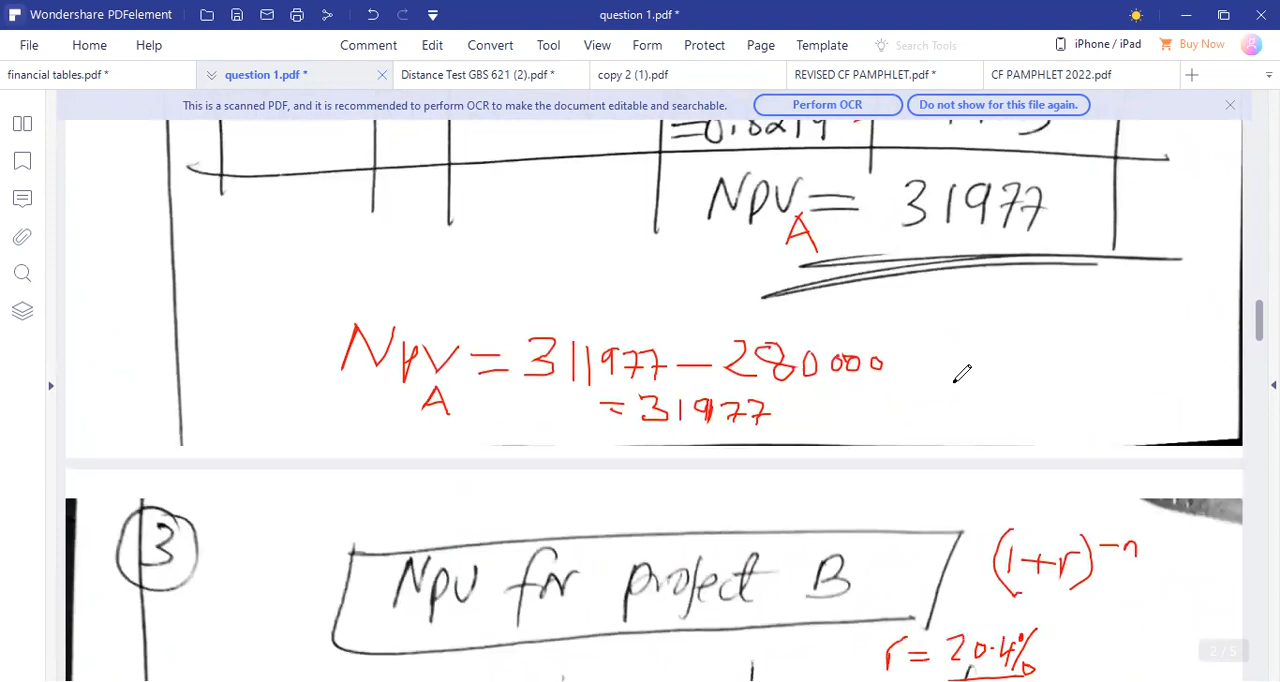 Wondershare PDFelement
question 1.pdf *
File Home Help Comment Edit Convert Tool View Form Protect Page Template Search Tools iPhone / iPad Buy Now
financial tables.pdf * question 1.pdf * Distance Test GBS 621 (2).pdf * copy 2 (1).pdf REVISED CF PAMPHLET.pdf * CF PAMPHLET 2022.pdf
This is a scanned PDF, and it is recommended to perform OCR to make the document editable and searchable. Perform OCR Do not show for this file again.
NPV A = 31977
NPV A = 311977 - 280000
= 31977
3
NPV for project B
(1+r)^-n
r = 20.4%
2 / 5